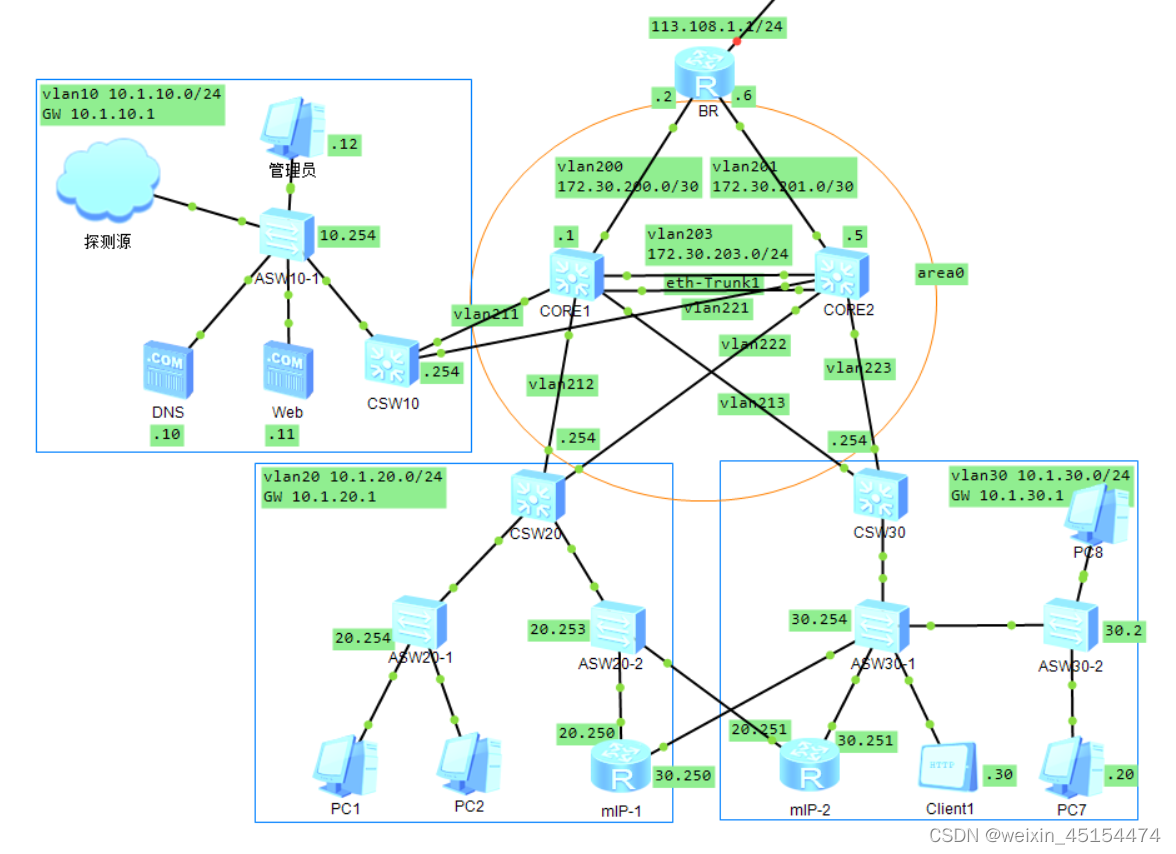 113.108.1.1/24
R
BR
.2
.6
vlan10 10.1.10.0/24
GW 10.1.10.1
.12
管理员
探测源
10.254
ASW10-1
.COM
DNS
.10
.COM
Web
.11
.254
CSW10
vlan200
172.30.200.0/30
vlan201
172.30.201.0/30
.1
vlan203
172.30.203.0/24
.5
area0
eth-Trunk1
CORE1
CORE2
vlan211
vlan221
vlan222
vlan212
vlan223
vlan213
.254
.254
vlan20 10.1.20.0/24
GW 10.1.20.1
CSW20
20.254
ASW20-1
20.253
ASW20-2
PC1
PC2
20.250
R
30.250
mIP-1
vlan30 10.1.30.0/24
GW 10.1.30.1
PC8
CSW30
30.254
ASW30-1
30.2
ASW30-2
20.251
30.251
R
mIP-2
HTTP
.30
Client1
.20
PC7
CSDN @weixin_45154474